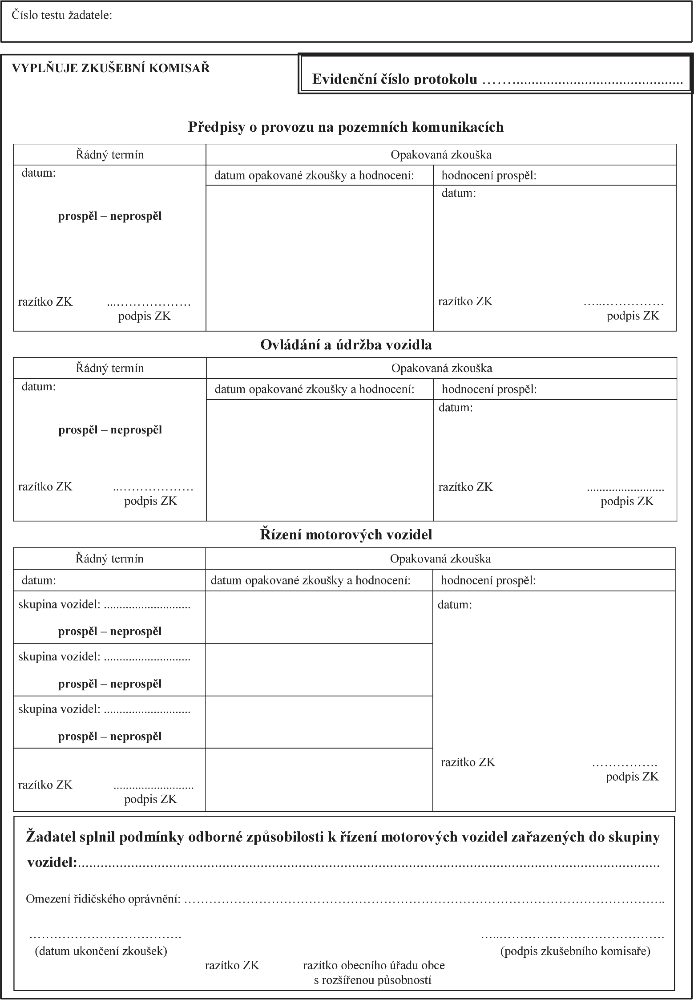 Číslo testu žadatele:
VYPLŇUJE ZKUŠEBNÍ KOMISAŘ
Evidenční číslo protokolu ……............................................
Předpisy o provozu na pozemních komunikacích
Řádný termín
Opakovaná zkouška
datum:
datum opakované zkoušky a hodnocení:
hodnocení prospěl:
datum:
prospěl – neprospěl
razítko ZK ...………………
podpis ZK
razítko ZK …..……………
podpis ZK
Ovládání a údržba vozidla
Řádný termín
Opakovaná zkouška
datum:
datum opakované zkoušky a hodnocení:
hodnocení prospěl:
datum:
prospěl – neprospěl
razítko ZK ..………………
podpis ZK
razítko ZK .........................
podpis ZK
Řízení motorových vozidel
Řádný termín
Opakovaná zkouška
datum:
datum opakované zkoušky a hodnocení:
hodnocení prospěl:
skupina vozidel: ............................
datum:
prospěl – neprospěl
skupina vozidel: ............................
prospěl – neprospěl
skupina vozidel: ............................
prospěl – neprospěl
razítko ZK …………….
podpis ZK
razítko ZK ..........................
podpis ZK
Žadatel splnil podmínky odborné způsobilosti k řízení motorových vozidel zařazených do skupiny
vozidel:..........................................................................................................................................................
Omezení řidičského oprávnění: …………………………………………………………………………………………………..
……………………………….
…..…………………………………
(datum ukončení zkoušek)
(podpis zkušebního komisaře)
razítko ZK
razítko obecního úřadu obce
s rozšířenou působností